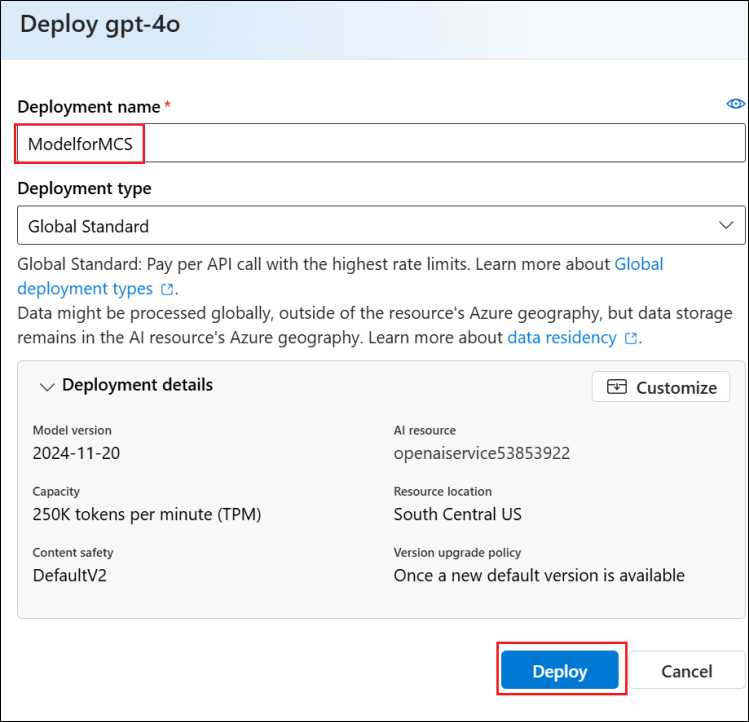 Deploy gpt-4o
Deployment name *
ModelforMCS
Deployment type
Global Standard
Global Standard: Pay per API call with the highest rate limits. Learn more about Global
deployment types .
Data might be processed globally, outside of the resource's Azure geography, but data storage
remains in the AI resource's Azure geography. Learn more about data residency .
Deployment details
Customize
Model version
AI resource
2024-11-20
openaiservice53853922
Capacity
Resource location
250K tokens per minute (TPM)
South Central US
Content safety
Version upgrade policy
DefaultV2
Once a new default version is available
Deploy
Cancel